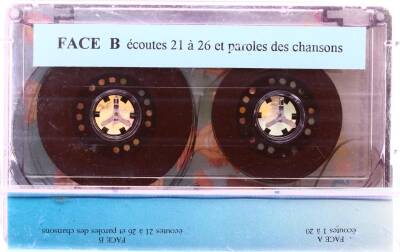 FACE B écoutes 21 à 26 et paroles des chansons
FACE A
écoutes 1 à 20
FACE B
écoutes 21 à 26 et paroles des chansons